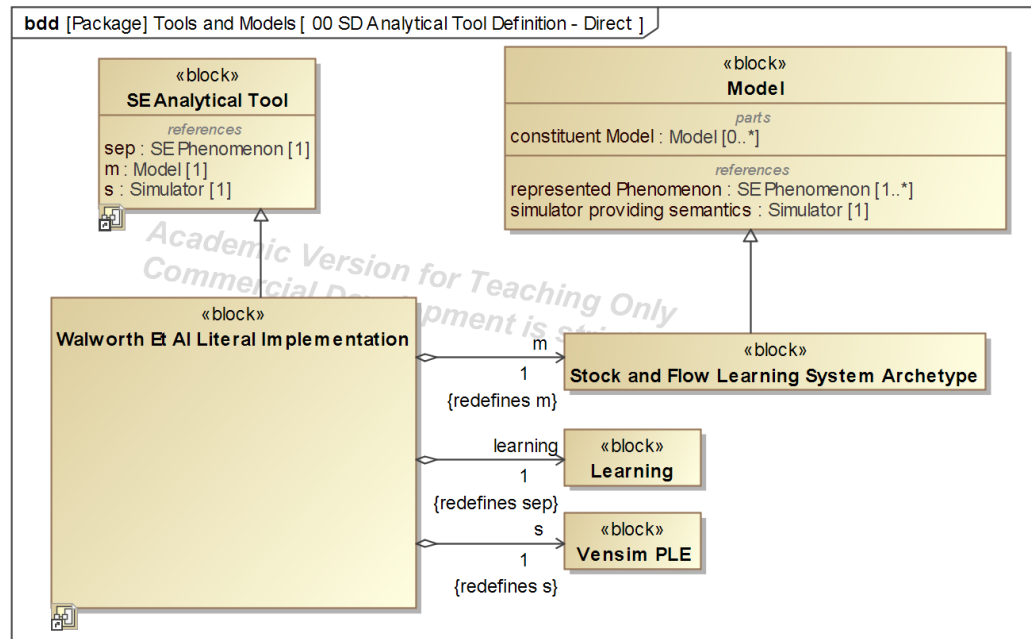 bdd [Package] Tools and Models [ 00 SD Analytical Tool Definition - Direct ]
«block»
SE Analytical Tool
references
sep : SE Phenomenon [1]
m : Model [1]
s : Simulator [1]
«block»
Model
parts
constituent Model : Model [0..*]
references
represented Phenomenon : SE Phenomenon [1..*]
simulator providing semantics : Simulator [1]
Academic Version for Teaching Only
Commercial Development is
«block»
Walworth Et Al Literal Implementation
m
1
{redefines m}
«block»
Stock and Flow Learning System Archetype
learning
1
{redefines sep}
«block»
Learning
s
1
{redefines s}
«block»
Vensim PLE